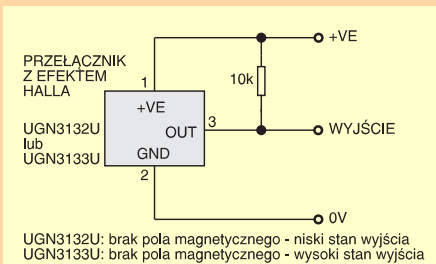 +VE
PRZEŁĄCZNIK
Z EFEKTEM
HALLA
1
10k
+VE
UGN3132U
lub
UGN3133U
OUT
3
WYJŚCIE
GND
2
0V
UGN3132U: brak pola magnetycznego - niski stan wyjścia
UGN3133U: brak pola magnetycznego - wysoki stan wyjścia